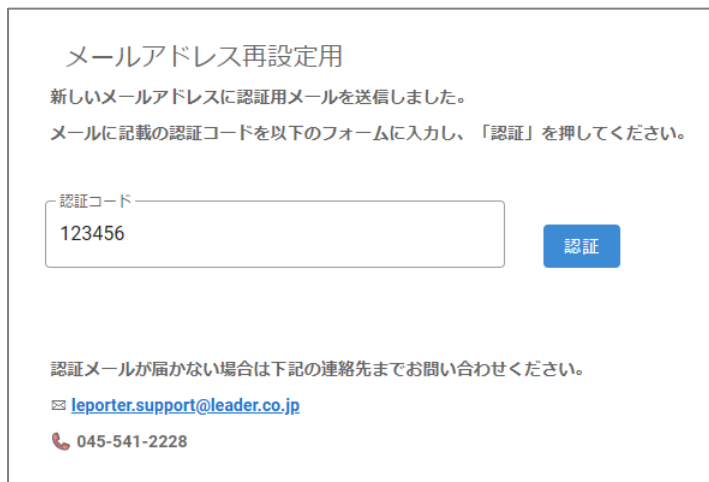 メールアドレス再設定用
新しいメールアドレスに認証用メールを送信しました。
メールに記載の認証コードを以下のフォームに入力し、「認証」を押してください。
認証コード
123456
認証
認証メールが届かない場合は下記の連絡先までお問い合わせください。
leporter.support@leader.co.jp
045-541-2228